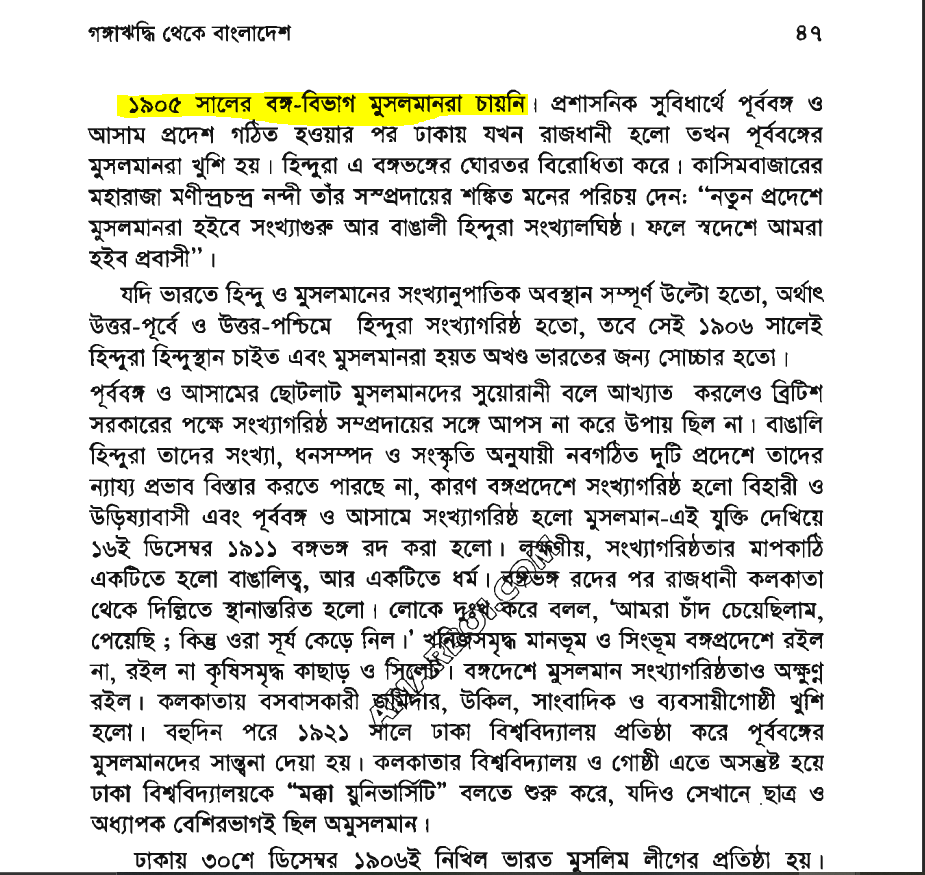 গঙ্গাঋদ্ধি থেকে বাংলাদেশ ৪৭
১৯০৫ সালের বঙ্গ-বিভাগ মুসলমানরা চায়নি। প্রশাসনিক সুবিধার্থে পূর্ববঙ্গ ও
আসাম প্রদেশ গঠিত হওয়ার পর ঢাকায় যখন রাজধানী হলো তখন পূর্ববঙ্গের
মুসলমানরা খুশি হয়। হিন্দুরা এ বঙ্গভঙ্গের ঘোরতর বিরোধিতা করে। কাসিমবাজারের
মহারাজা মণীন্দ্রচন্দ্র নন্দী তাঁর সম্প্রদায়ের শঙ্কিত মনের পরিচয় দেন: “নতুন প্রদেশে
মুসলমানরা হইবে সংখ্যাগুরু আর বাঙালী হিন্দুরা সংখ্যালঘিষ্ঠ। ফলে স্বদেশে আমরা
হইব প্রবাসী”।
যদি ভারতে হিন্দু ও মুসলমানের সংখ্যানুপাতিক অবস্থান সম্পূর্ণ উল্টো হতো, অর্থাৎ
উত্তর-পূর্বে ও উত্তর-পশ্চিমে হিন্দুরা সংখ্যাগরিষ্ঠ হতো, তবে সেই ১৯০৬ সালেই
হিন্দুরা হিন্দুস্থান চাইত এবং মুসলমানরা হয়ত অখণ্ড ভারতের জন্য সোচ্চার হতো।
পূর্ববঙ্গ ও আসামের ছোটলাট মুসলমানদের সুয়োরানী বলে আখ্যাত করলেও ব্রিটিশ
সরকারের পক্ষে সংখ্যাগরিষ্ঠ সম্প্রদায়ের সঙ্গে আপস না করে উপায় ছিল না। বাঙালি
হিন্দুরা তাদের সংখ্যা, ধনসম্পদ ও সংস্কৃতি অনুযায়ী নবগঠিত দুটি প্রদেশে তাদের
ন্যায্য প্রভাব বিস্তার করতে পারছে না, কারণ বঙ্গপ্রদেশে সংখ্যাগরিষ্ঠ হলো বিহারী ও
উড়িষ্যাবাসী এবং পূর্ববঙ্গ ও আসামে সংখ্যাগরিষ্ঠ হলো মুসলমান-এই যুক্তি দেখিয়ে
১৬ই ডিসেম্বর ১৯১১ বঙ্গভঙ্গ রদ করা হলো। লক্ষণীয়, সংখ্যাগরিষ্ঠতার মাপকাঠি
একটিতে হলো বাঙালিত্ব, আর একটিতে ধর্ম। বঙ্গভঙ্গ রদের পর রাজধানী কলকাতা
থেকে দিল্লিতে স্থানান্তরিত হলো। লোকে দুঃখ করে বলল, ‘আমরা চাঁদ চেয়েছিলাম,
পেয়েছি ; কিন্তু ওরা সূর্য কেড়ে নিল।’ খনিজসমৃদ্ধ মানভূম ও সিংভূম বঙ্গপ্রদেশে রইল
না, রইল না কৃষিসমৃদ্ধ কাছাড় ও সিলেট। বঙ্গদেশে মুসলমান সংখ্যাগরিষ্ঠতাও অক্ষুণ্ণ
রইল। কলকাতায় বসবাসকারী জমিদার, উকিল, সাংবাদিক ও ব্যবসায়ীগোষ্ঠী খুশি
হলো। বহুদিন পরে ১৯২১ সালে ঢাকা বিশ্ববিদ্যালয় প্রতিষ্ঠা করে পূর্ববঙ্গের
মুসলমানদের সান্ত্বনা দেয়া হয়। কলকাতার বিশ্ববিদ্যালয় ও গোষ্ঠী এতে অসন্তুষ্ট হয়ে
ঢাকা বিশ্ববিদ্যালয়কে “মক্কা য়ুনিভার্সিটি” বলতে শুরু করে, যদিও সেখানে ছাত্র ও
অধ্যাপক বেশিরভাগই ছিল অমুসলমান।
ঢাকায় ৩০শে ডিসেম্বর ১৯০৬ই নিখিল ভারত মুসলিম লীগের প্রতিষ্ঠা হয়।
AMARBOI.COM